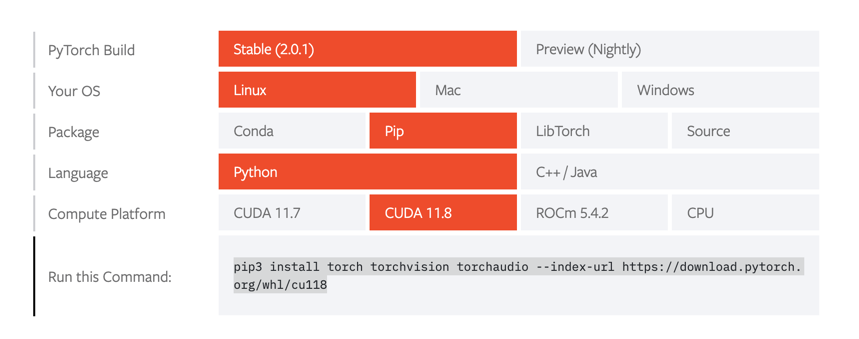 PyTorch Build Stable (2.0.1) Preview (Nightly)
Your OS Linux Mac Windows
Package Conda Pip LibTorch Source
Language Python C++ / Java
Compute Platform CUDA 11.7 CUDA 11.8 ROCm 5.4.2 CPU
Run this Command: pip3 install torch torchvision torchaudio --index-url https://download.pytorch.
org/whl/cu118